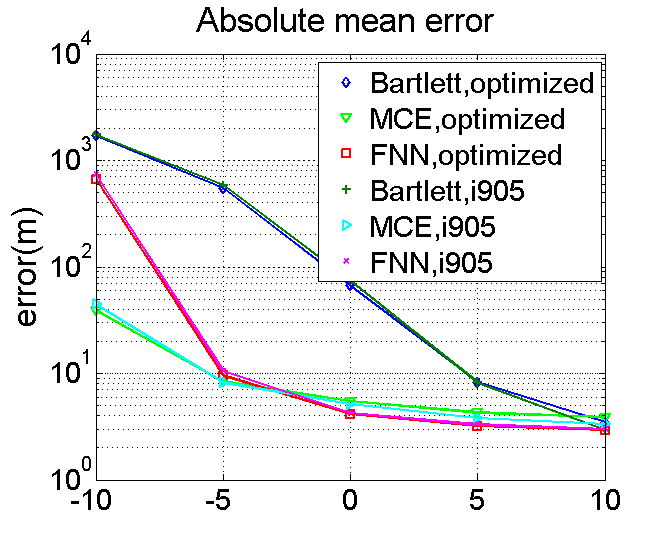 Absolute mean error
10^4
10^3
10^2
10^1
10^0
error(m)
Bartlett,optimized
MCE,optimized
FNN,optimized
Bartlett,i905
MCE,i905
FNN,i905
-10 -5 0 5 10